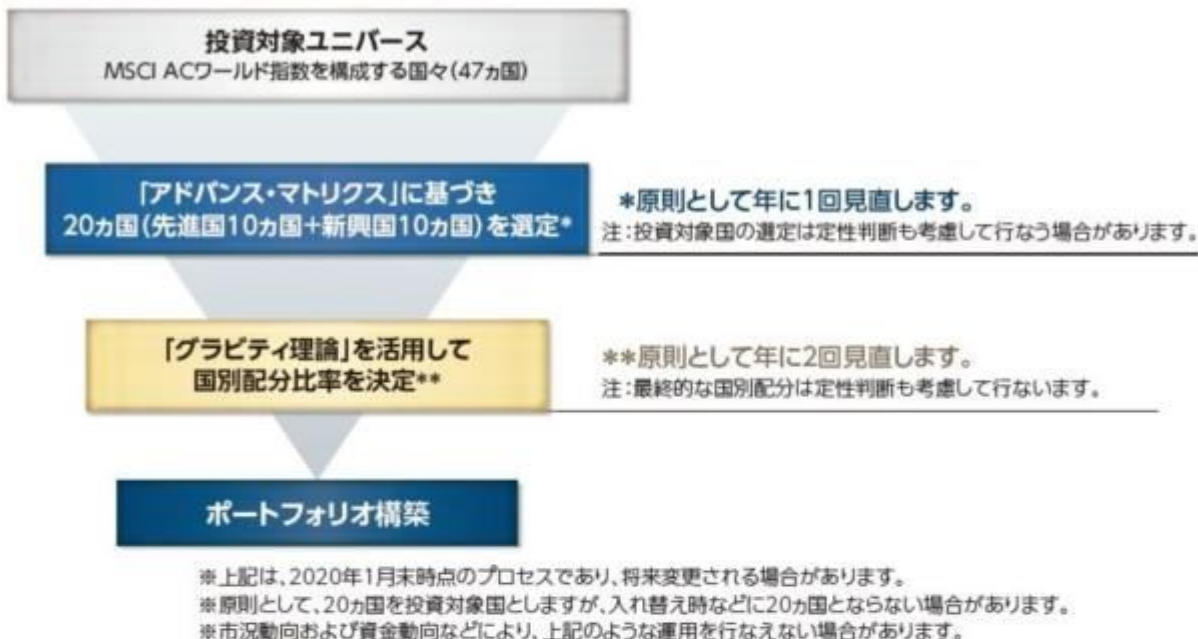 投資対象ユニバース
MSCI ACワールド指数を構成する国々(47ヵ国)
「アドバンス・マトリクス」に基づき
20ヵ国(先進国10ヵ国+新興国10ヵ国)を選定*
*原則として年に1回見直します。
注:投資対象国の選定は定性判断も考慮して行なう場合があります。
「グラビティ理論」を活用して
国別配分比率を決定**
**原則として年に2回見直します。
注:最終的な国別配分は定性判断も考慮して行ないます。
ポートフォリオ構築
※上記は、2020年1月末時点のプロセスであり、将来変更される場合があります。
※原則として、20ヵ国を投資対象国としますが、入れ替え時などに20ヵ国とならない場合があります。
※市況動向および資金動向などにより、上記のような運用を行なえない場合があります。